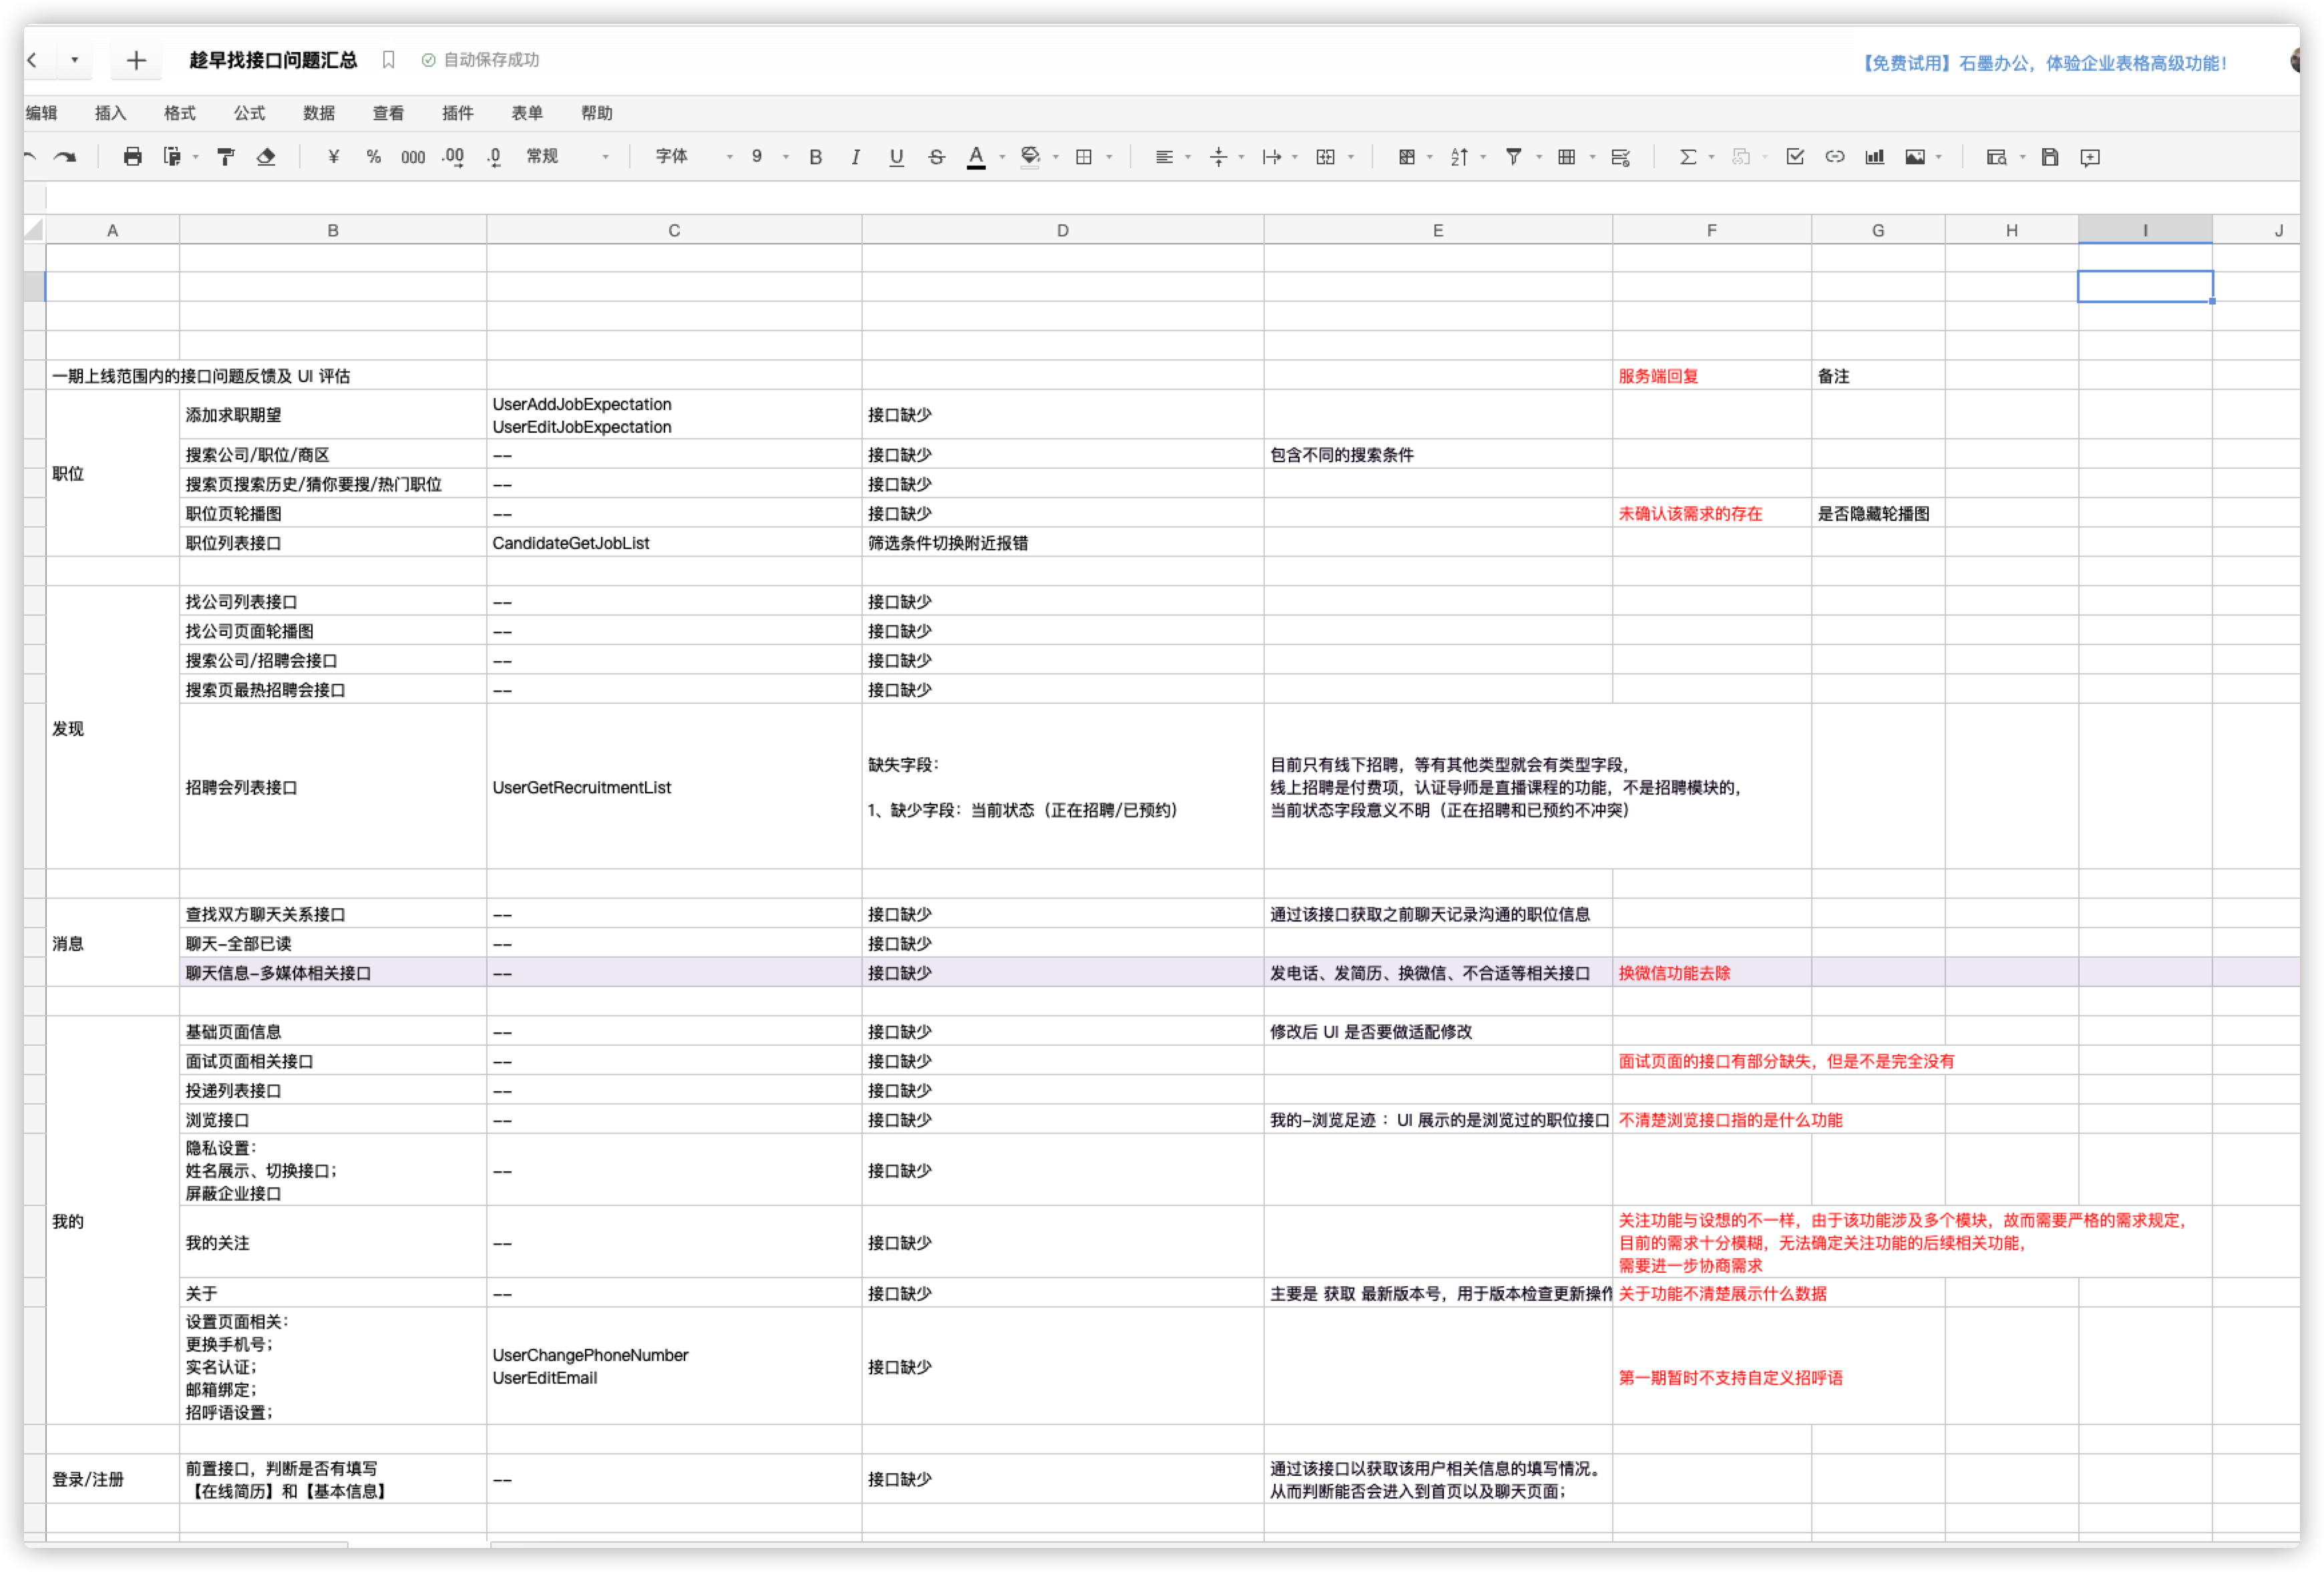 趁早找接口问题汇总 自动保存成功
【免费试用】石墨办公，体验企业表格高级功能！
编辑 插入 格式 公式 数据 查看 插件 表单 帮助
¥ % 000 .00 .0 常规 字体 9 B I U S A
A B C D E F G H I J
一期上线范围内的接口问题反馈及 UI 评估 服务端回复 备注
职位
添加求职期望
UserAddJobExpectation
UserEditJobExpectation
接口缺少
搜索公司/职位/商区 -- 接口缺少 包含不同的搜索条件
搜索页搜索历史/猜你要搜/热门职位 -- 接口缺少
职位页轮播图 -- 接口缺少 未确认该需求的存在 是否隐藏轮播图
职位列表接口 CandidateGetJobList 筛选条件切换附近报错
发现
找公司列表接口 -- 接口缺少
找公司页面轮播图 -- 接口缺少
搜索公司/招聘会接口 -- 接口缺少
搜索页最热招聘会接口 -- 接口缺少
招聘会列表接口 UserGetRecruitmentList
缺失字段：
1、缺少字段：当前状态（正在招聘/已预约）
目前只有线下招聘，等有其他类型就会有类型字段，
线上招聘是付费项，认证导师是直播课程的功能，不是招聘模块的，
当前状态字段意义不明（正在招聘和已预约不冲突）
消息
查找双方聊天关系接口 -- 接口缺少 通过该接口获取之前聊天记录沟通的职位信息
聊天-全部已读 -- 接口缺少
聊天信息-多媒体相关接口 -- 接口缺少 发电话、发简历、换微信、不合适等相关接口 换微信功能去除
我的
基础页面信息 -- 接口缺少 修改后 UI 是否要做适配修改
面试页面相关接口 -- 接口缺少 面试页面的接口有部分缺失，但是不是完全没有
投递列表接口 -- 接口缺少
浏览接口 -- 接口缺少 我的-浏览足迹 ：UI 展示的是浏览过的职位接口 不清楚浏览接口指的是什么功能
隐私设置：
姓名展示、切换接口；
屏蔽企业接口
-- 接口缺少
我的关注 -- 接口缺少
关注功能与设想的不一样，由于该功能涉及多个模块，故而需要严格的需求规定，
目前的需求十分模糊，无法确定关注功能的后续相关功能，
需要进一步协商需求
关于 -- 接口缺少 主要是 获取 最新版本号，用于版本检查更新操作 关于功能不清楚展示什么数据
设置页面相关：
更换手机号；
实名认证；
邮箱绑定；
招呼语设置；
UserChangePhoneNumber
UserEditEmail
接口缺少
第一期暂时不支持自定义招呼语
登录/注册
前置接口，判断是否有填写
【在线简历】和【基本信息】
-- 接口缺少
通过该接口以获取该用户相关信息的填写情况。
从而判断能否会进入到首页以及聊天页面；